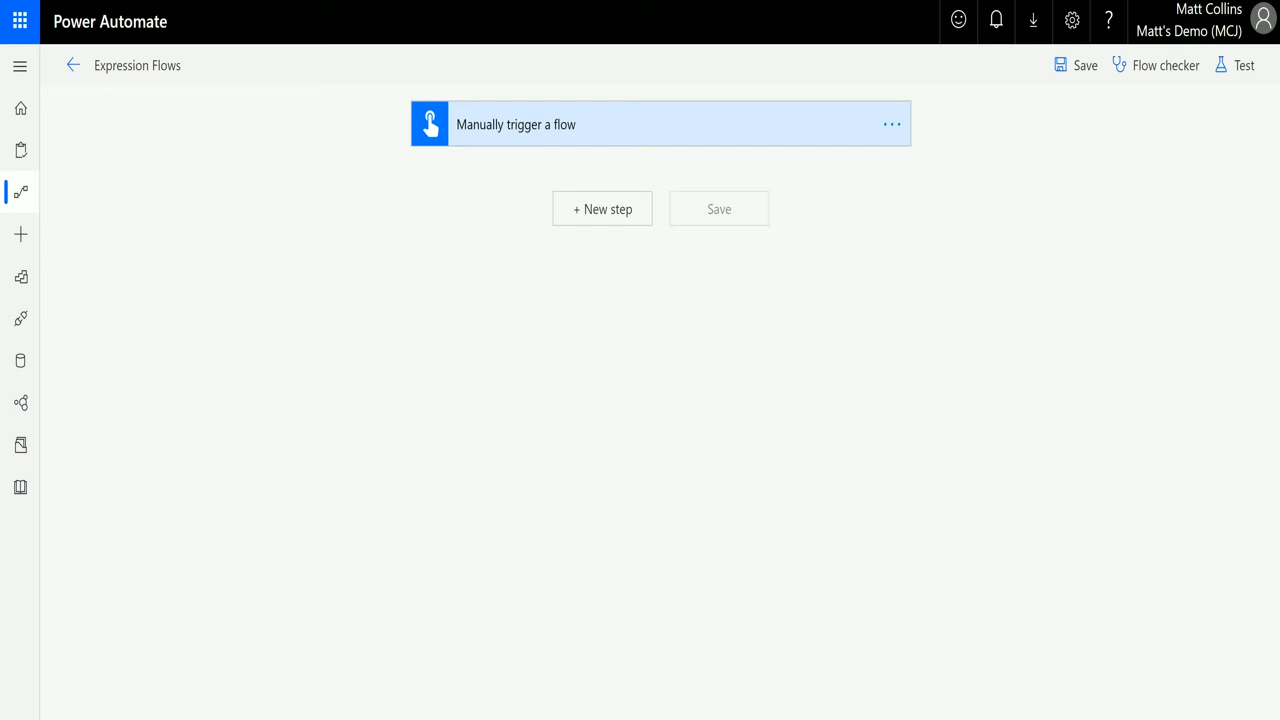 Power Automate
?
Matt Collins
Matt's Demo (MCJ)
Expression Flows
Save
Flow checker
Test
Manually trigger a flow
...
+ New step
Save